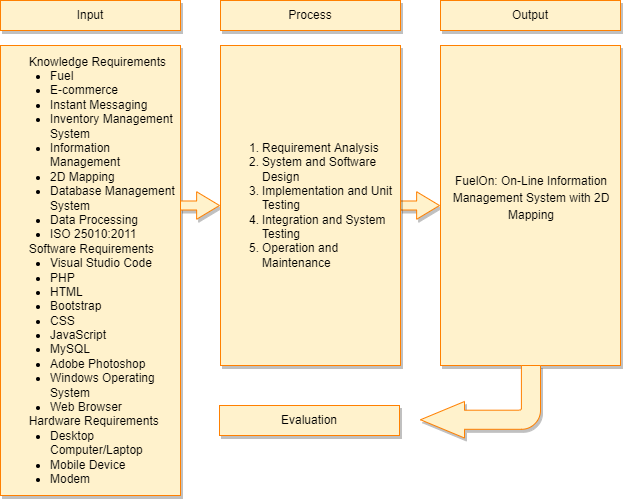 Input
Process
Output
Knowledge Requirements
Fuel
E-commerce
Instant Messaging
Inventory Management
System
Information
Management
2D Mapping
Database Management
System
Data Processing
ISO 25010:2011
Software Requirements
Visual Studio Code
PHP
HTML
Bootstrap
CSS
JavaScript
MySQL
Adobe Photoshop
Windows Operating
System
Web Browser
Hardware Requirements
Desktop
Computer/Laptop
Mobile Device
Modem
1. Requirement Analysis
2. System and Software
Design
3. Implementation and Unit
Testing
4. Integration and System
Testing
5. Operation and
Maintenance
FuelOn: On-Line Information
Management System with 2D
Mapping
Evaluation